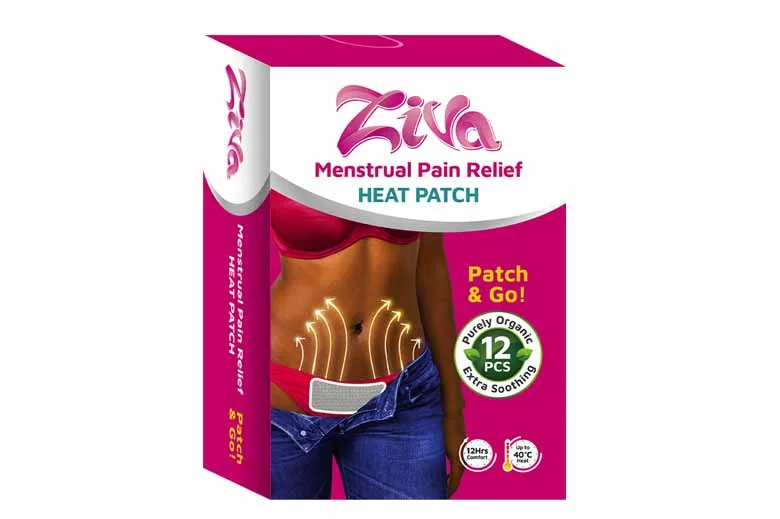 Ziva
Menstrual Pain Relief
HEAT PATCH
Patch
& Go!
Purely Organic
12
PCS
Extra Soothing
12Hrs
Comfort
Up to
40°C
Heat
Ziva
Menstrual Pain Relief
HEAT PATCH
Patch
& Go!